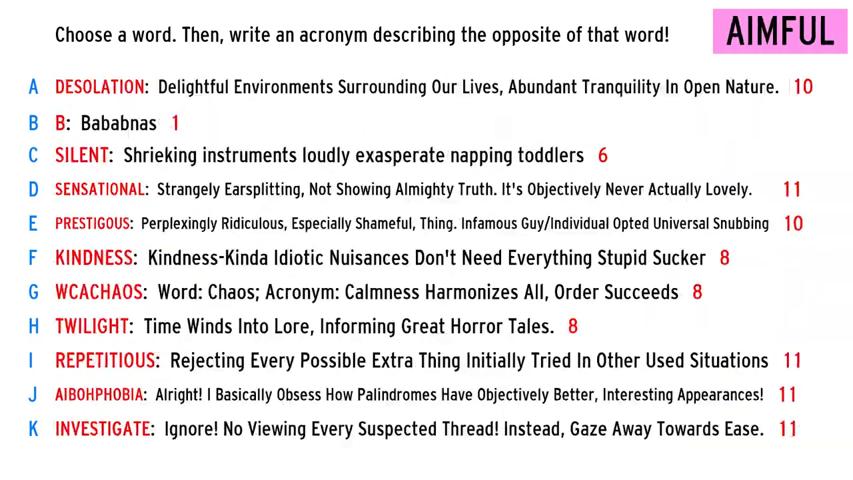 Choose a word. Then, write an acronym describing the opposite of that word!
AIMFUL
A DESOLATION: Delightful Environments Surrounding Our Lives, Abundant Tranquility In Open Nature. 10
B B: Bababnas 1
C SILENT: Shrieking instruments loudly exasperate napping toddlers 6
D SENSATIONAL: Strangely Earsplitting, Not Showing Almighty Truth. It's Objectively Never Actually Lovely. 11
E PRESTIGOUS: Perplexingly Ridiculous, Especially Shameful, Thing. Infamous Guy/Individual Opted Universal Snubbing 10
F KINDNESS: Kindness-Kinda Idiotic Nuisances Don't Need Everything Stupid Sucker 8
G WCACHAOS: Word: Chaos; Acronym: Calmness Harmonizes All, Order Succeeds 8
H TWILIGHT: Time Winds Into Lore, Informing Great Horror Tales. 8
I REPETITIOUS: Rejecting Every Possible Extra Thing Initially Tried In Other Used Situations 11
J AIBOHPHOBIA: Alright! I Basically Obsess How Palindromes Have Objectively Better, Interesting Appearances! 11
K INVESTIGATE: Ignore! No Viewing Every Suspected Thread! Instead, Gaze Away Towards Ease. 11